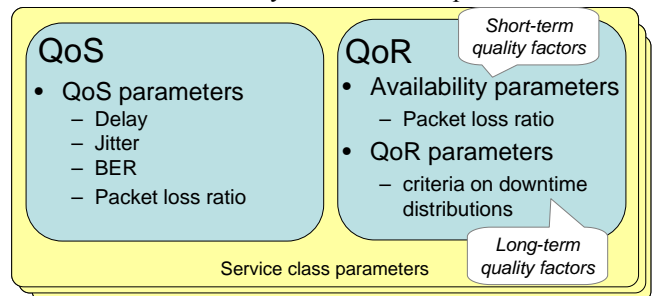 QoS
• QoS parameters
– Delay
– Jitter
– BER
– Packet loss ratio
QoR
Short-term
quality factors
• Availability parameters
– Packet loss ratio
• QoR parameters
– criteria on downtime
distributions
Long-term
quality factors
Service class parameters